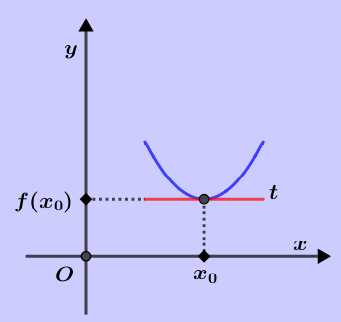 y
f(x₀)
t
x
O
x₀